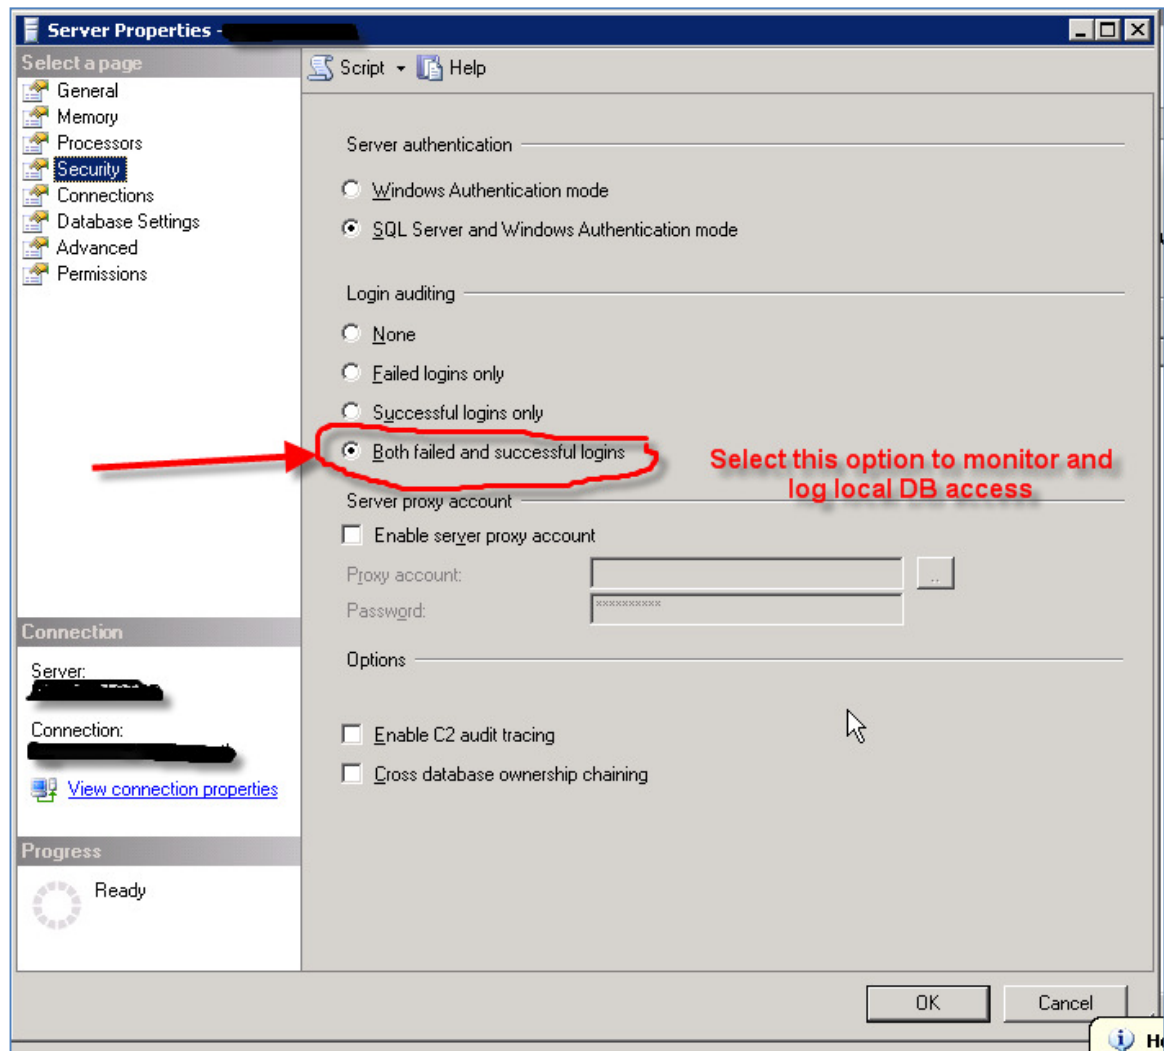 Server Properties -
Select a page
General
Memory
Processors
Security
Connections
Database Settings
Advanced
Permissions
Script
Help
Server authentication
Windows Authentication mode
SQL Server and Windows Authentication mode
Login auditing
None
Failed logins only
Successful logins only
Both failed and successful logins
Select this option to monitor and
log local DB access
Server proxy account
Enable server proxy account
Proxy account:
..
Password:
**********
Options
Enable C2 audit tracing
Cross database ownership chaining
Connection
Server:
Connection:
View connection properties
Progress
Ready
OK
Cancel